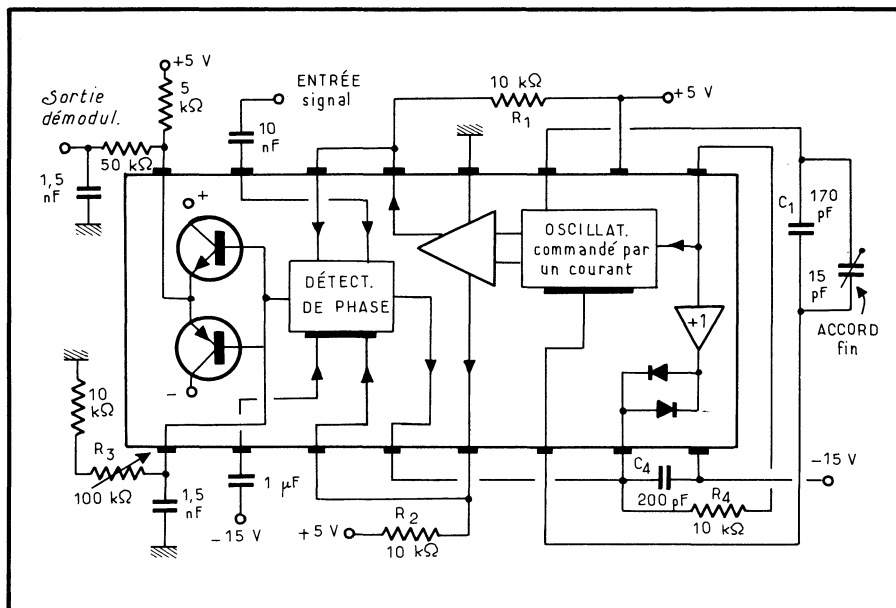 +5 V
5
kΩ
Sortie
démodul.
50 kΩ
1,5
nF
ENTRÉE
signal
10
nF
10 kΩ
R1
+5 V
+
-
DÉTECT.
DE PHASE
OSCILLAT.
commandé par
un courant
+1
C1
170
pF
15
pF
ACCORD
fin
10
kΩ
R3
100 kΩ
1,5
nF
1 µF
-15 V
+5 V
R2
10 kΩ
C4
200 pF
R4
10 kΩ
-15 V